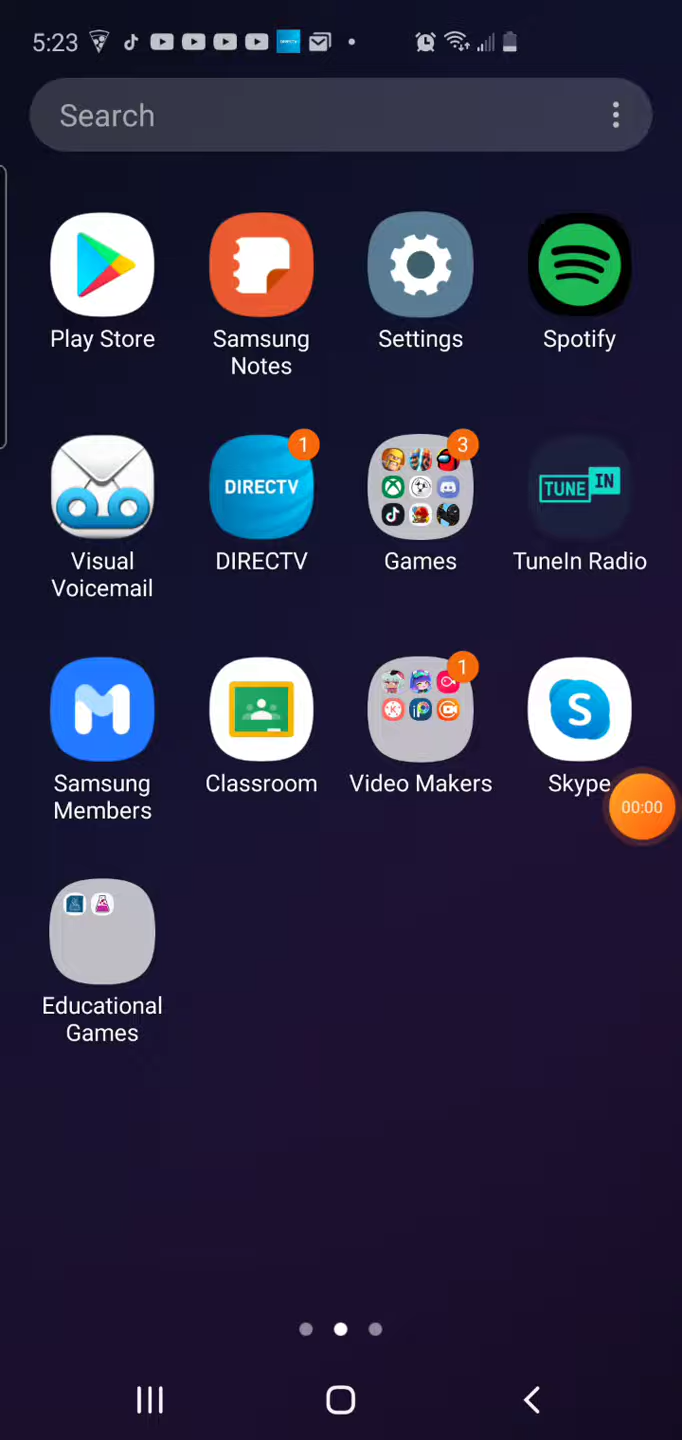 5:23
Search
Play Store
Samsung
Notes
Settings
Spotify
1
DIRECTV
3
TUNE IN
Visual
Voicemail
DIRECTV
Games
TuneIn Radio
1
S
Samsung
Members
Classroom
Video Makers
Skype
00:00
Educational
Games